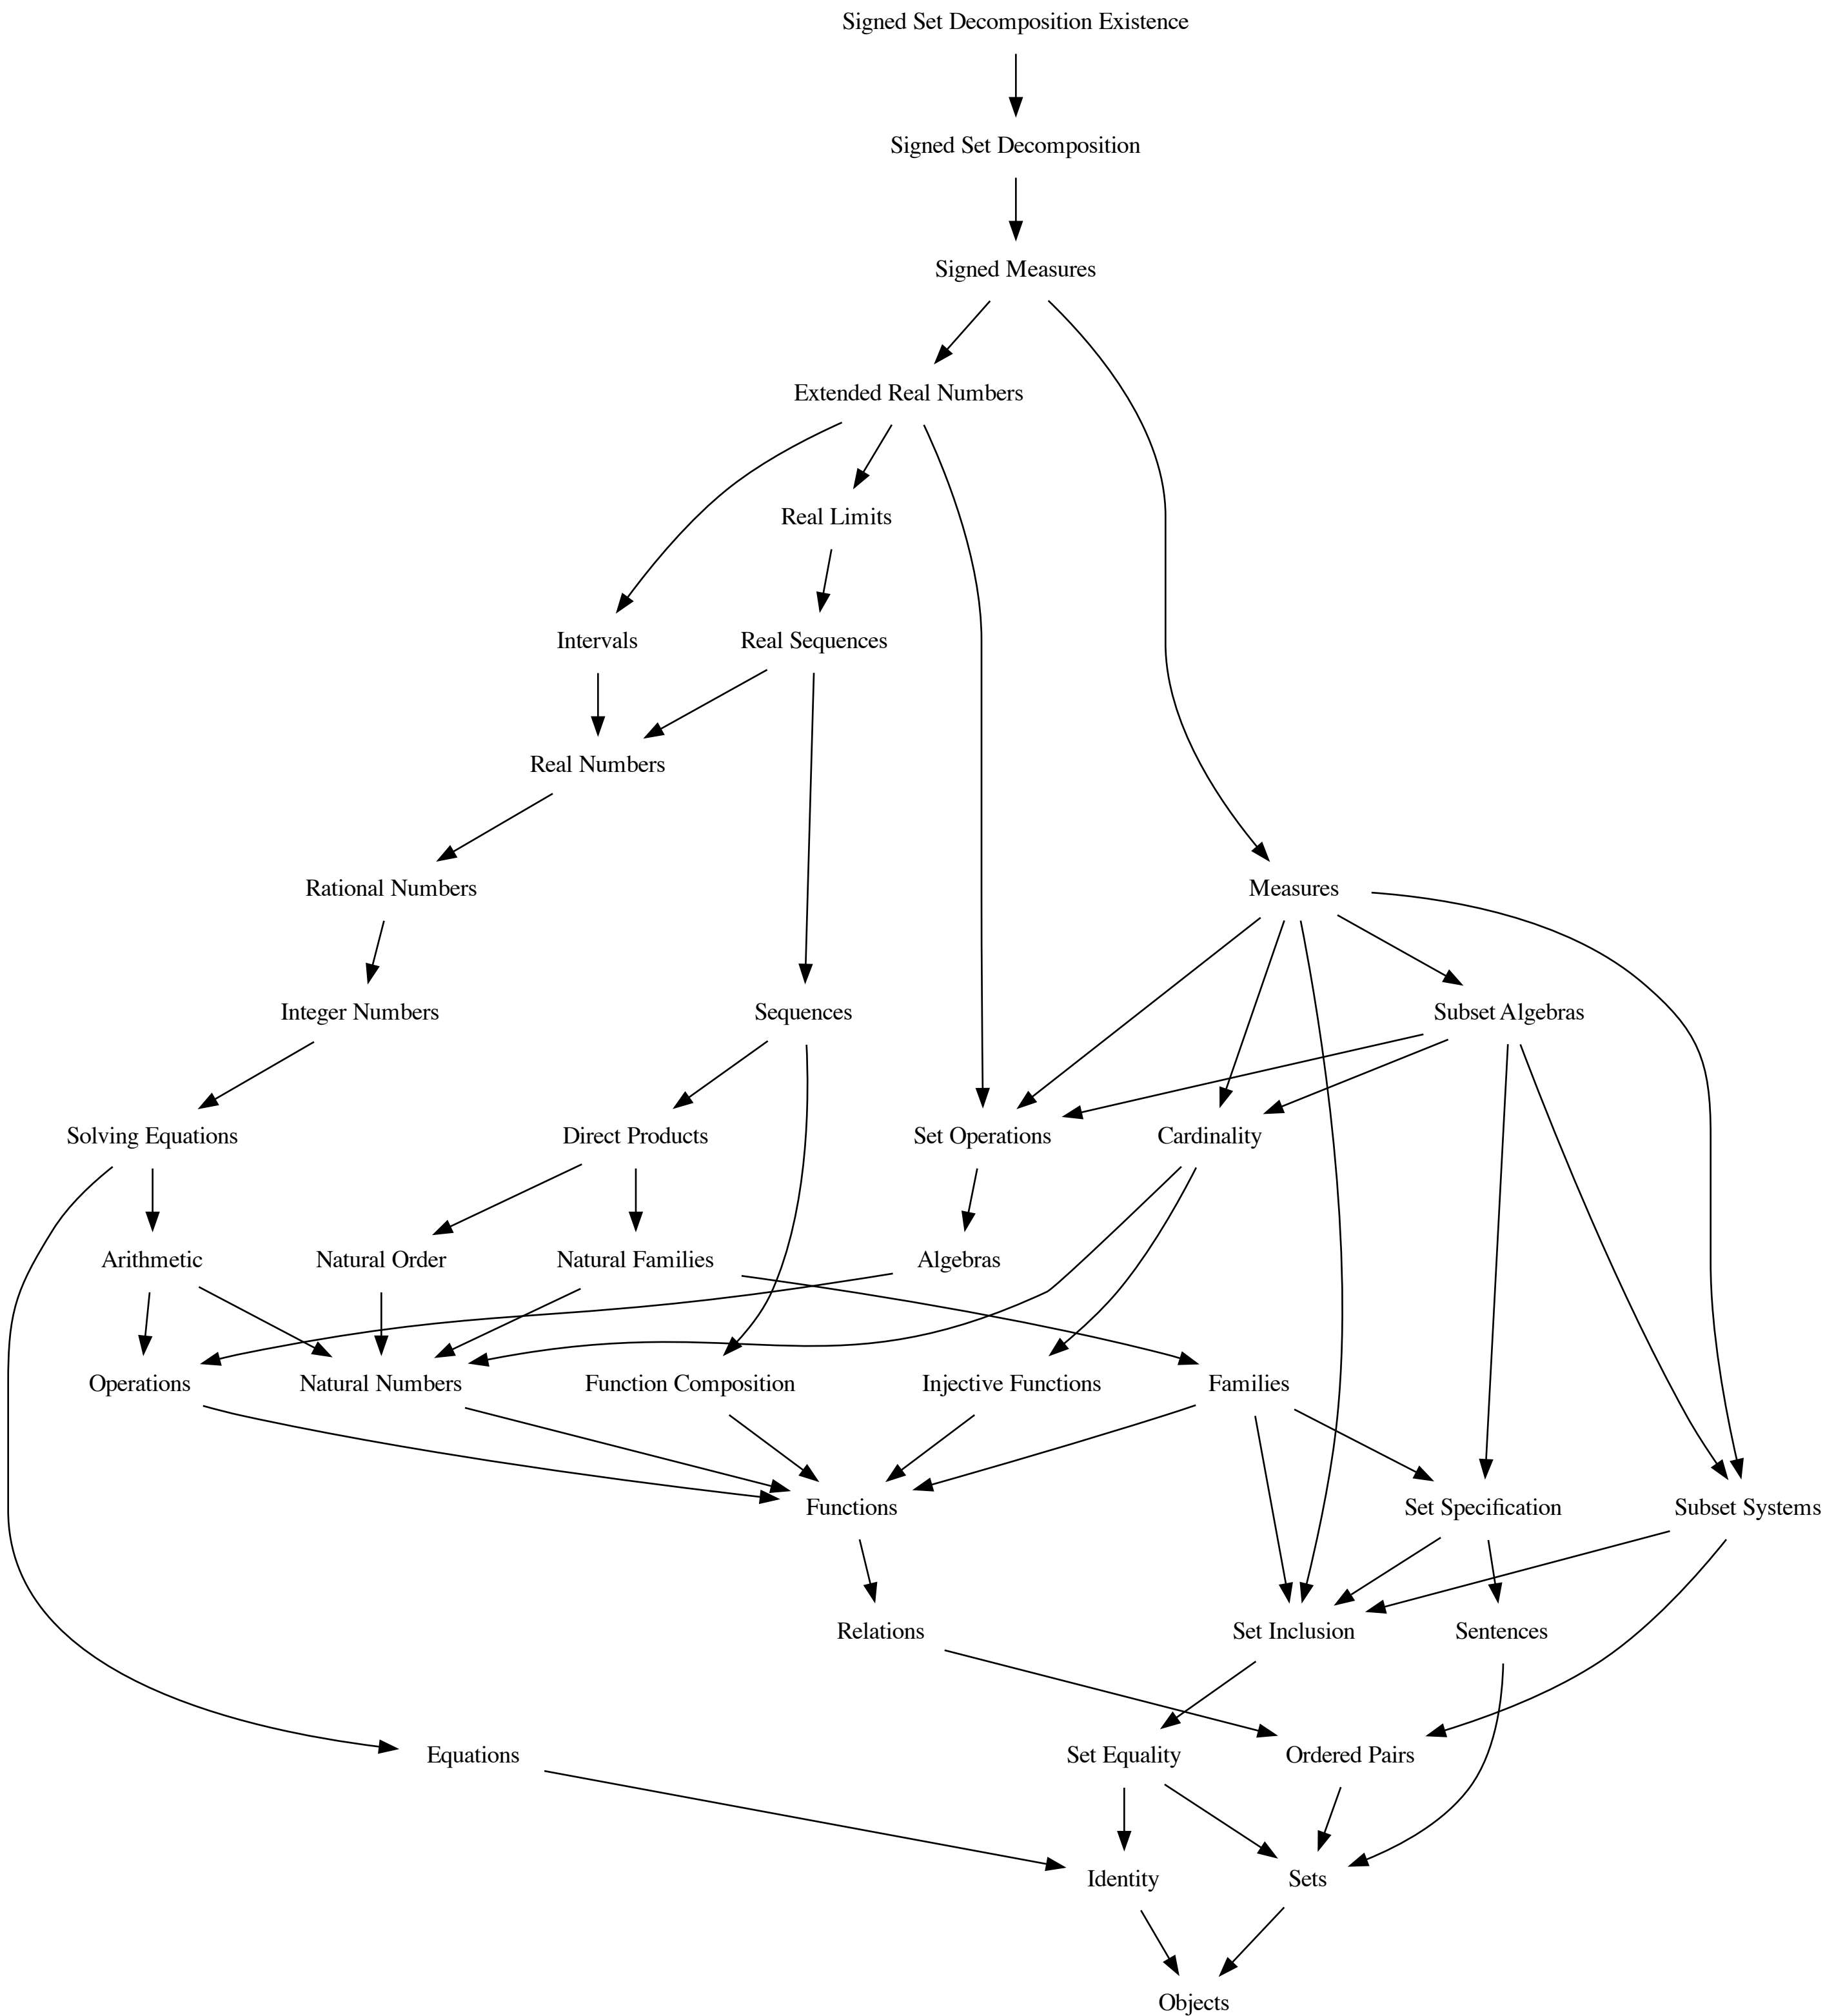 Signed Set Decomposition Existence
Signed Set Decomposition
Signed Measures
Extended Real Numbers
Real Limits
Intervals
Real Sequences
Real Numbers
Rational Numbers
Measures
Integer Numbers
Sequences
Subset Algebras
Solving Equations
Direct Products
Set Operations
Cardinality
Arithmetic
Natural Order
Natural Families
Algebras
Operations
Natural Numbers
Function Composition
Injective Functions
Families
Functions
Set Specification
Subset Systems
Relations
Set Inclusion
Sentences
Equations
Set Equality
Ordered Pairs
Identity
Sets
Objects